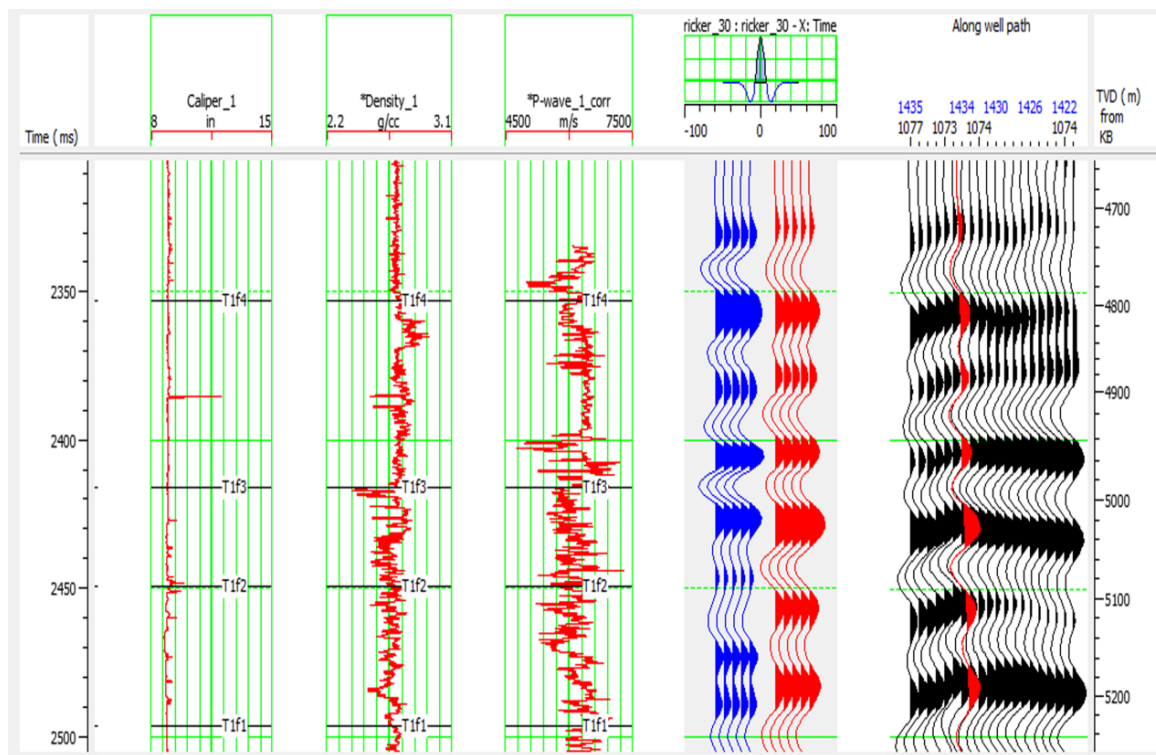 ricker_30 : ricker_30 - X: Time
Along well path
Caliper_1
*Density_1
*P-wave_1_corr
1435 1434 1430 1426 1422
TVD (m)
from
KB
8 in 15
2.2 g/cc 3.1
4500 m/s 7500
-100 0 100
1077 1073 1074 1074
Time (ms)
4700
2350
T1f4 T1f4 T1f4
4800
4900
2400
T1f3 T1f3 T1f3
5000
2450
T1f2 T1f2 T1f2
5100
5200
T1f1 T1f1 T1f1
2500